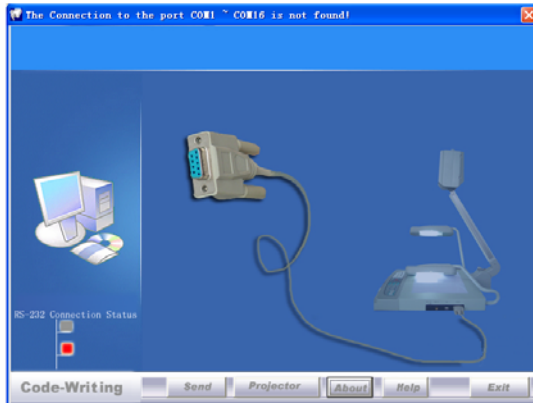 The Connection to the port COM1 ~ COM16 is not found!
RS-232 Connection Status
Code-Writing
Send
Projector
About
Help
Exit